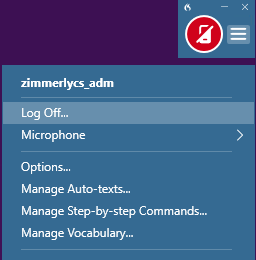 zimmerlycs_adm
Log Off...
Microphone
Options...
Manage Auto-texts...
Manage Step-by-step Commands...
Manage Vocabulary...